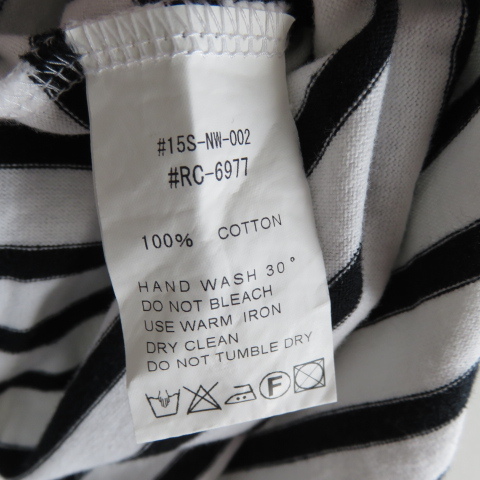 #15S-NW-002
#RC-6977
100% COTTON
HAND WASH 30°
DO NOT BLEACH
USE WARM IRON
DRY CLEAN
DO NOT TUMBLE DRY
F